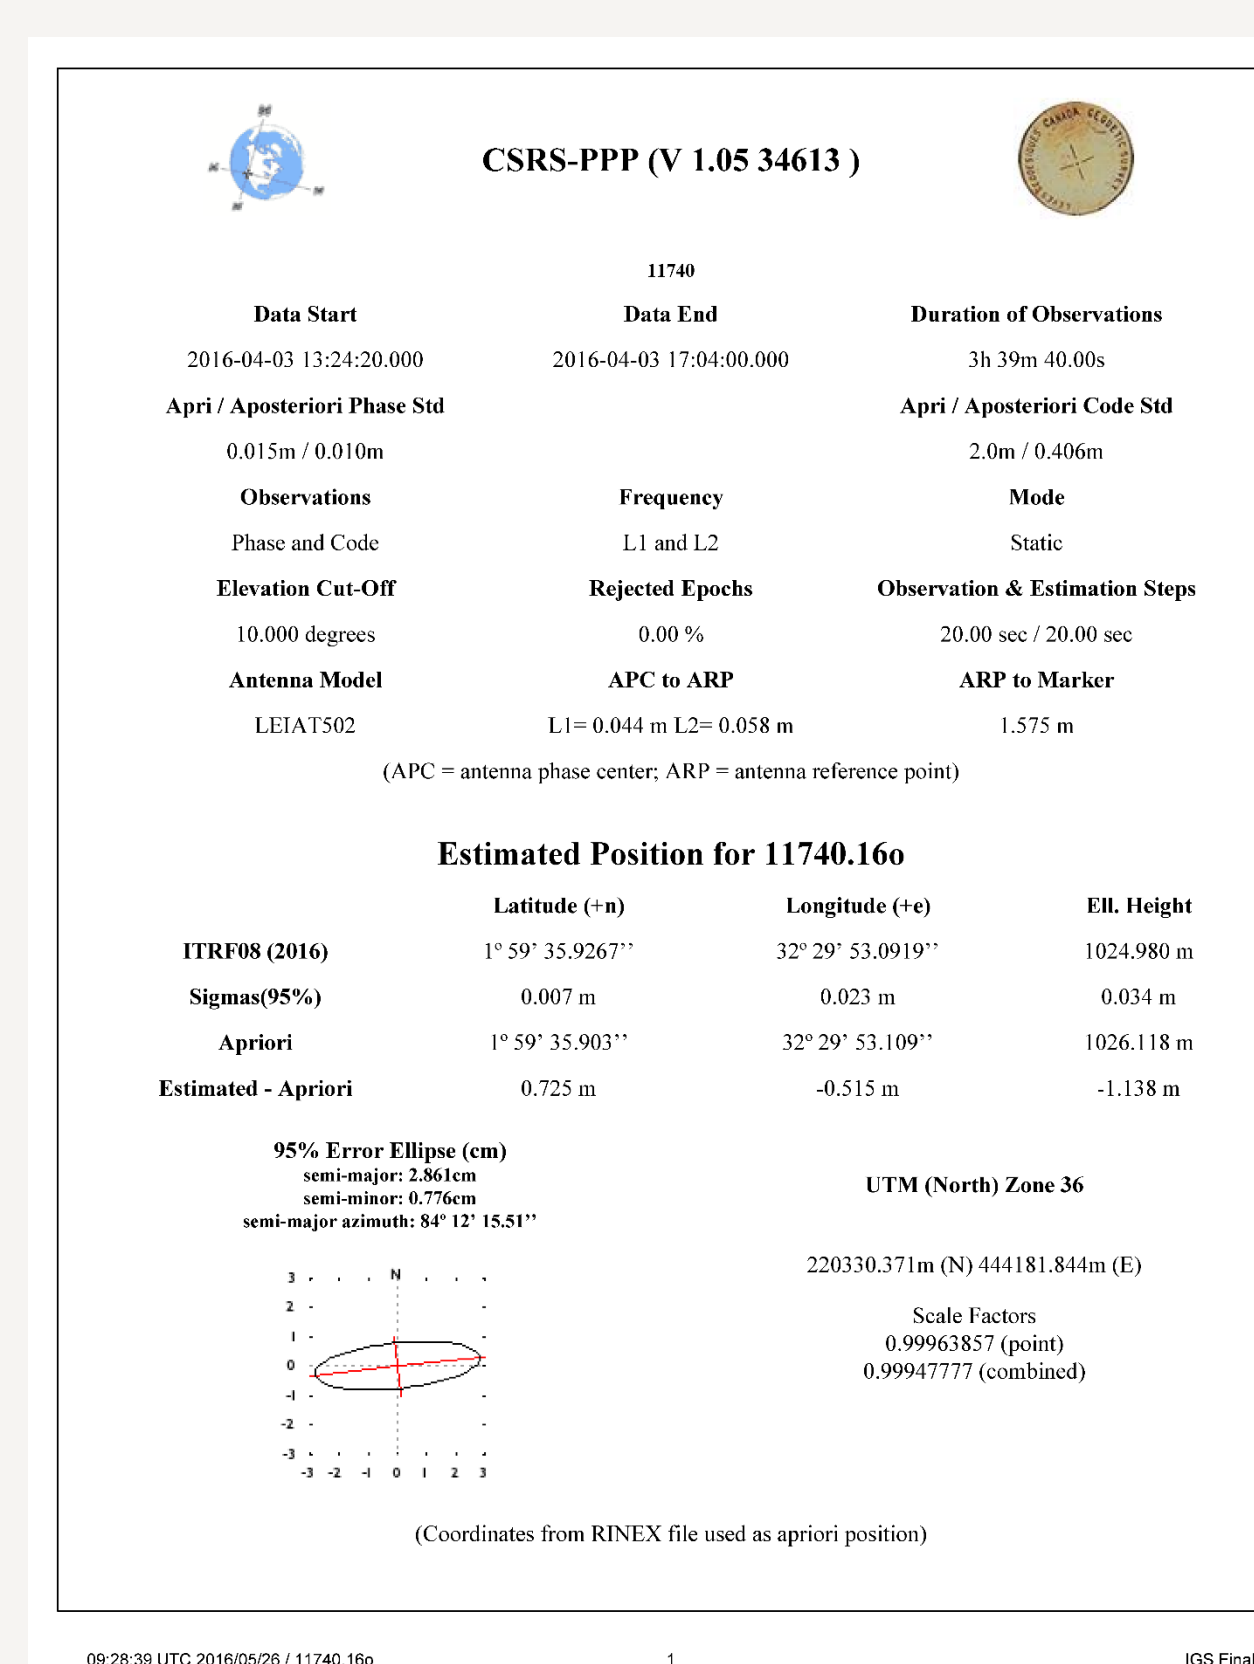 CANADA GEODETIC SURVEY
LEVES GEODESIQUES
CSRS-PPP (V 1.05 34613 )
11740
Data Start Data End Duration of Observations
2016-04-03 13:24:20.000 2016-04-03 17:04:00.000 3h 39m 40.00s
Apri / Aposteriori Phase Std Apri / Aposteriori Code Std
0.015m / 0.010m 2.0m / 0.406m
Observations Frequency Mode
Phase and Code L1 and L2 Static
Elevation Cut-Off Rejected Epochs Observation & Estimation Steps
10.000 degrees 0.00 % 20.00 sec / 20.00 sec
Antenna Model APC to ARP ARP to Marker
LEIAT502 L1= 0.044 m L2= 0.058 m 1.575 m
(APC = antenna phase center; ARP = antenna reference point)
Estimated Position for 11740.16o
Latitude (+n) Longitude (+e) Ell. Height
ITRF08 (2016) 1º 59’ 35.9267’’ 32º 29’ 53.0919’’ 1024.980 m
Sigmas(95%) 0.007 m 0.023 m 0.034 m
Apriori 1º 59’ 35.903’’ 32º 29’ 53.109’’ 1026.118 m
Estimated - Apriori 0.725 m -0.515 m -1.138 m
95% Error Ellipse (cm)
semi-major: 2.861cm
semi-minor: 0.776cm
semi-major azimuth: 84º 12’ 15.51’’
UTM (North) Zone 36
220330.371m (N) 444181.844m (E)
Scale Factors
0.99963857 (point)
0.99947777 (combined)
N
3
2
1
0
-1
-2
-3
-3 -2 -1 0 1 2 3
(Coordinates from RINEX file used as apriori position)
09:28:39 UTC 2016/05/26 / 11740.16o 1 IGS Final